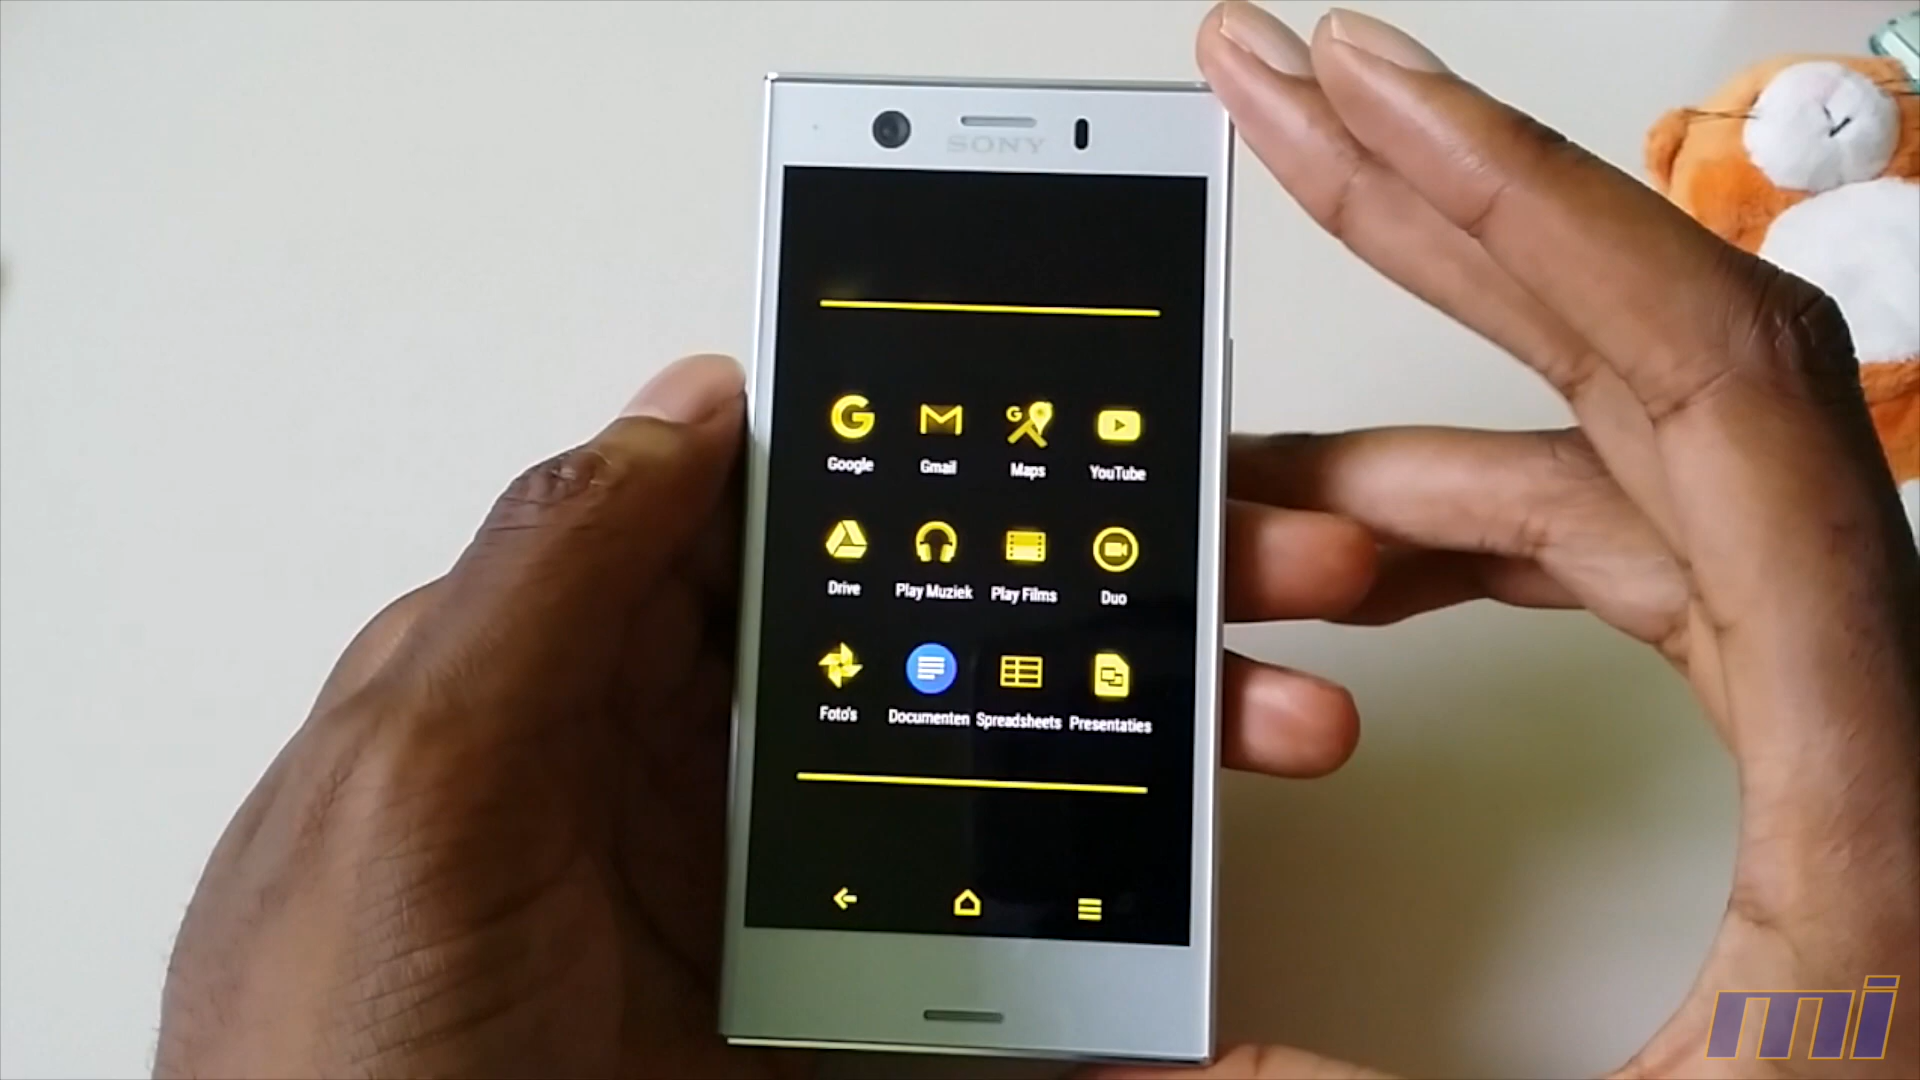 SONY
Google Gmail Maps YouTube
Drive Play Muziek Play Films Duo
Foto's Documenten Spreadsheets Presentaties
mi